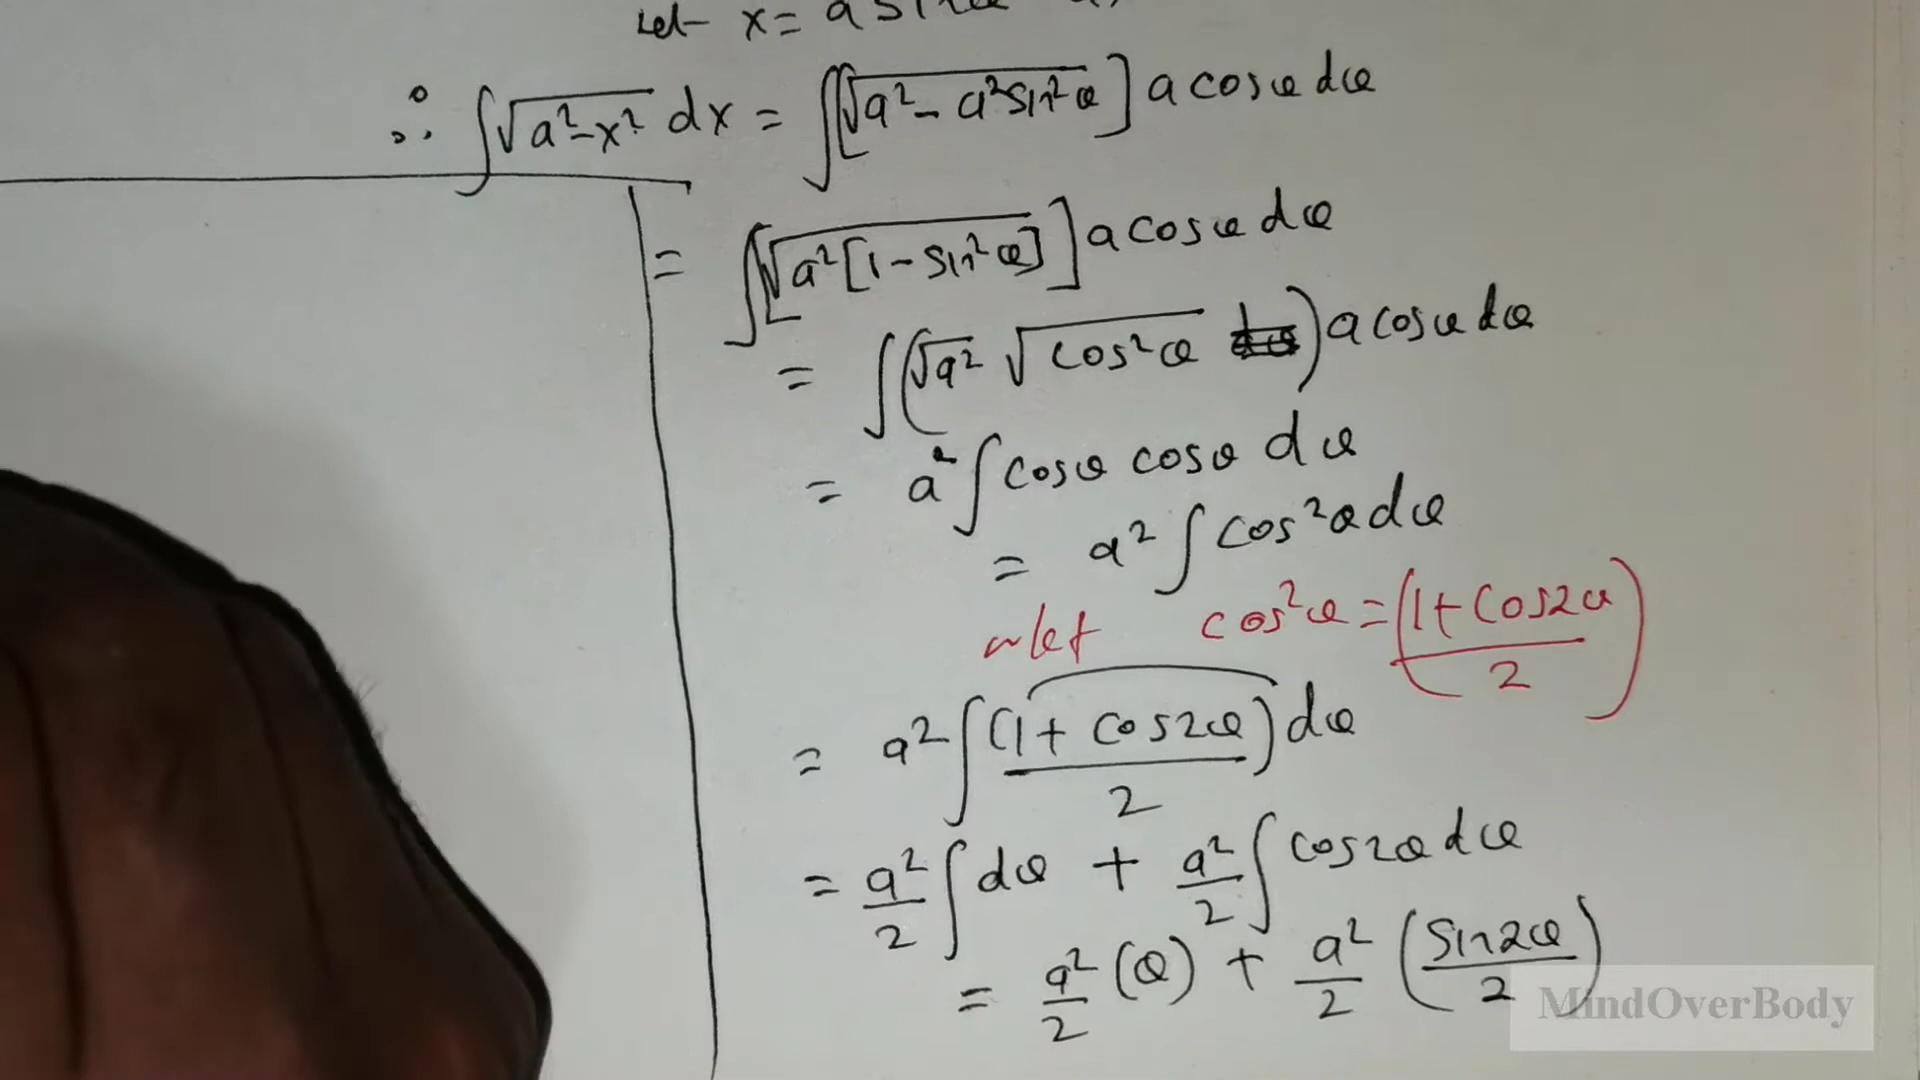 Let x = a sin
∴ ∫√a²-x² dx = ∫[√a²-a²sin²θ] a cosθ dθ
= ∫[√a²[1-sin²θ]] a cosθ dθ
= ∫(√a² √cos²θ) a cosθ dθ
= a² ∫cosθ cosθ dθ
= a² ∫cos²θ dθ
let cos²θ = (1+cos2θ/2)
= a² ∫(1+cos2θ)/2 dθ
= a²/2 ∫dθ + a²/2 ∫cos2θ dθ
= a²/2 (θ) + a²/2 (sin2θ/2)
MindOverBody